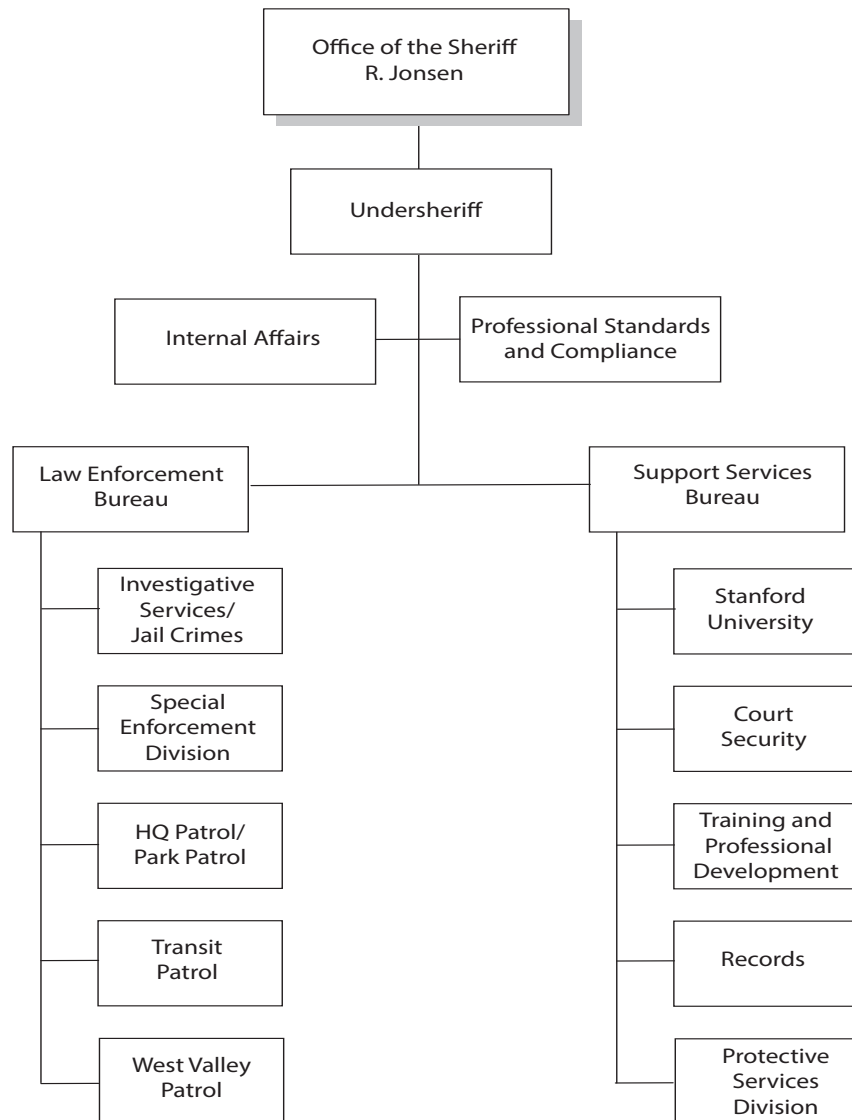 Office of the Sheriff
R. Jonsen
Undersheriff
Internal Affairs
Professional Standards
and Compliance
Law Enforcement
Bureau
Support Services
Bureau
Investigative
Services/
Jail Crimes
Special
Enforcement
Division
HQ Patrol/
Park Patrol
Transit
Patrol
West Valley
Patrol
Stanford
University
Court
Security
Training and
Professional
Development
Records
Protective
Services
Division